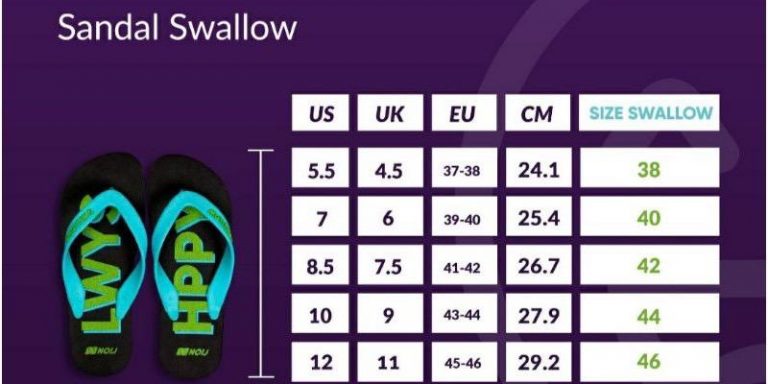 Sandal Swallow
US UK EU CM SIZE SWALLOW
5.5 4.5 37-38 24.1 38
7 6 39-40 25.4 40
8.5 7.5 41-42 26.7 42
10 9 43-44 27.9 44
12 11 45-46 29.2 46
LWYS HPPY